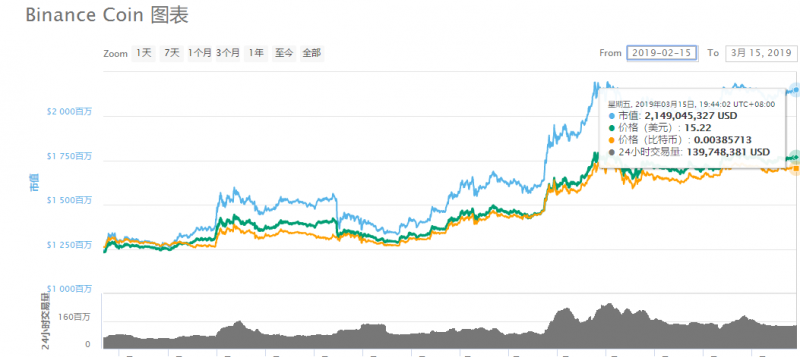 Binance Coin 图表
Zoom 1天 7天 1个月 3个月 1年 至今 全部 From 2019-02-15 To 3月 15, 2019
星期五, 2019年03月15日, 19:44:02 UTC+08:00
市值: 2,149,045,327 USD
价格（美元）: 15.22
价格（比特币）: 0.00385713
24小时交易量: 139,748,381 USD
$2 000百万
$1 750百万
市值
$1 500百万
$1 250百万
$1 000百万
24小时交易量
160百万
0